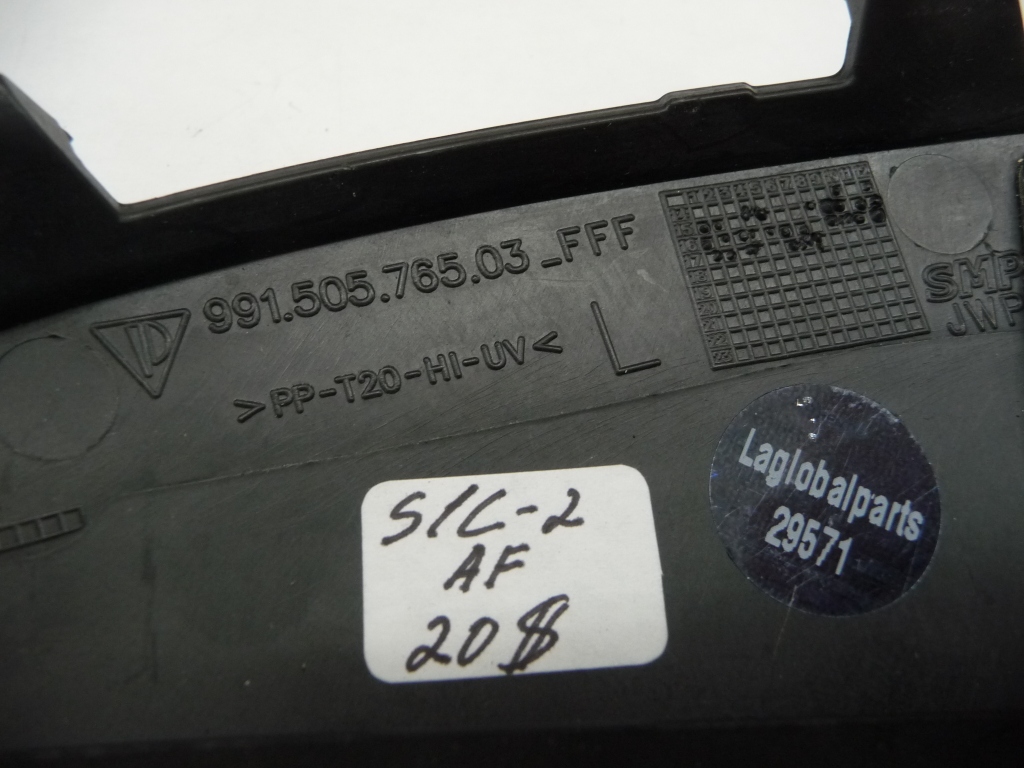 991.505.765.03_FFF
>PP-T20-HI-UV<
L
SMP
JWP
Laglobalparts
29571
S/C-2
AF
20$